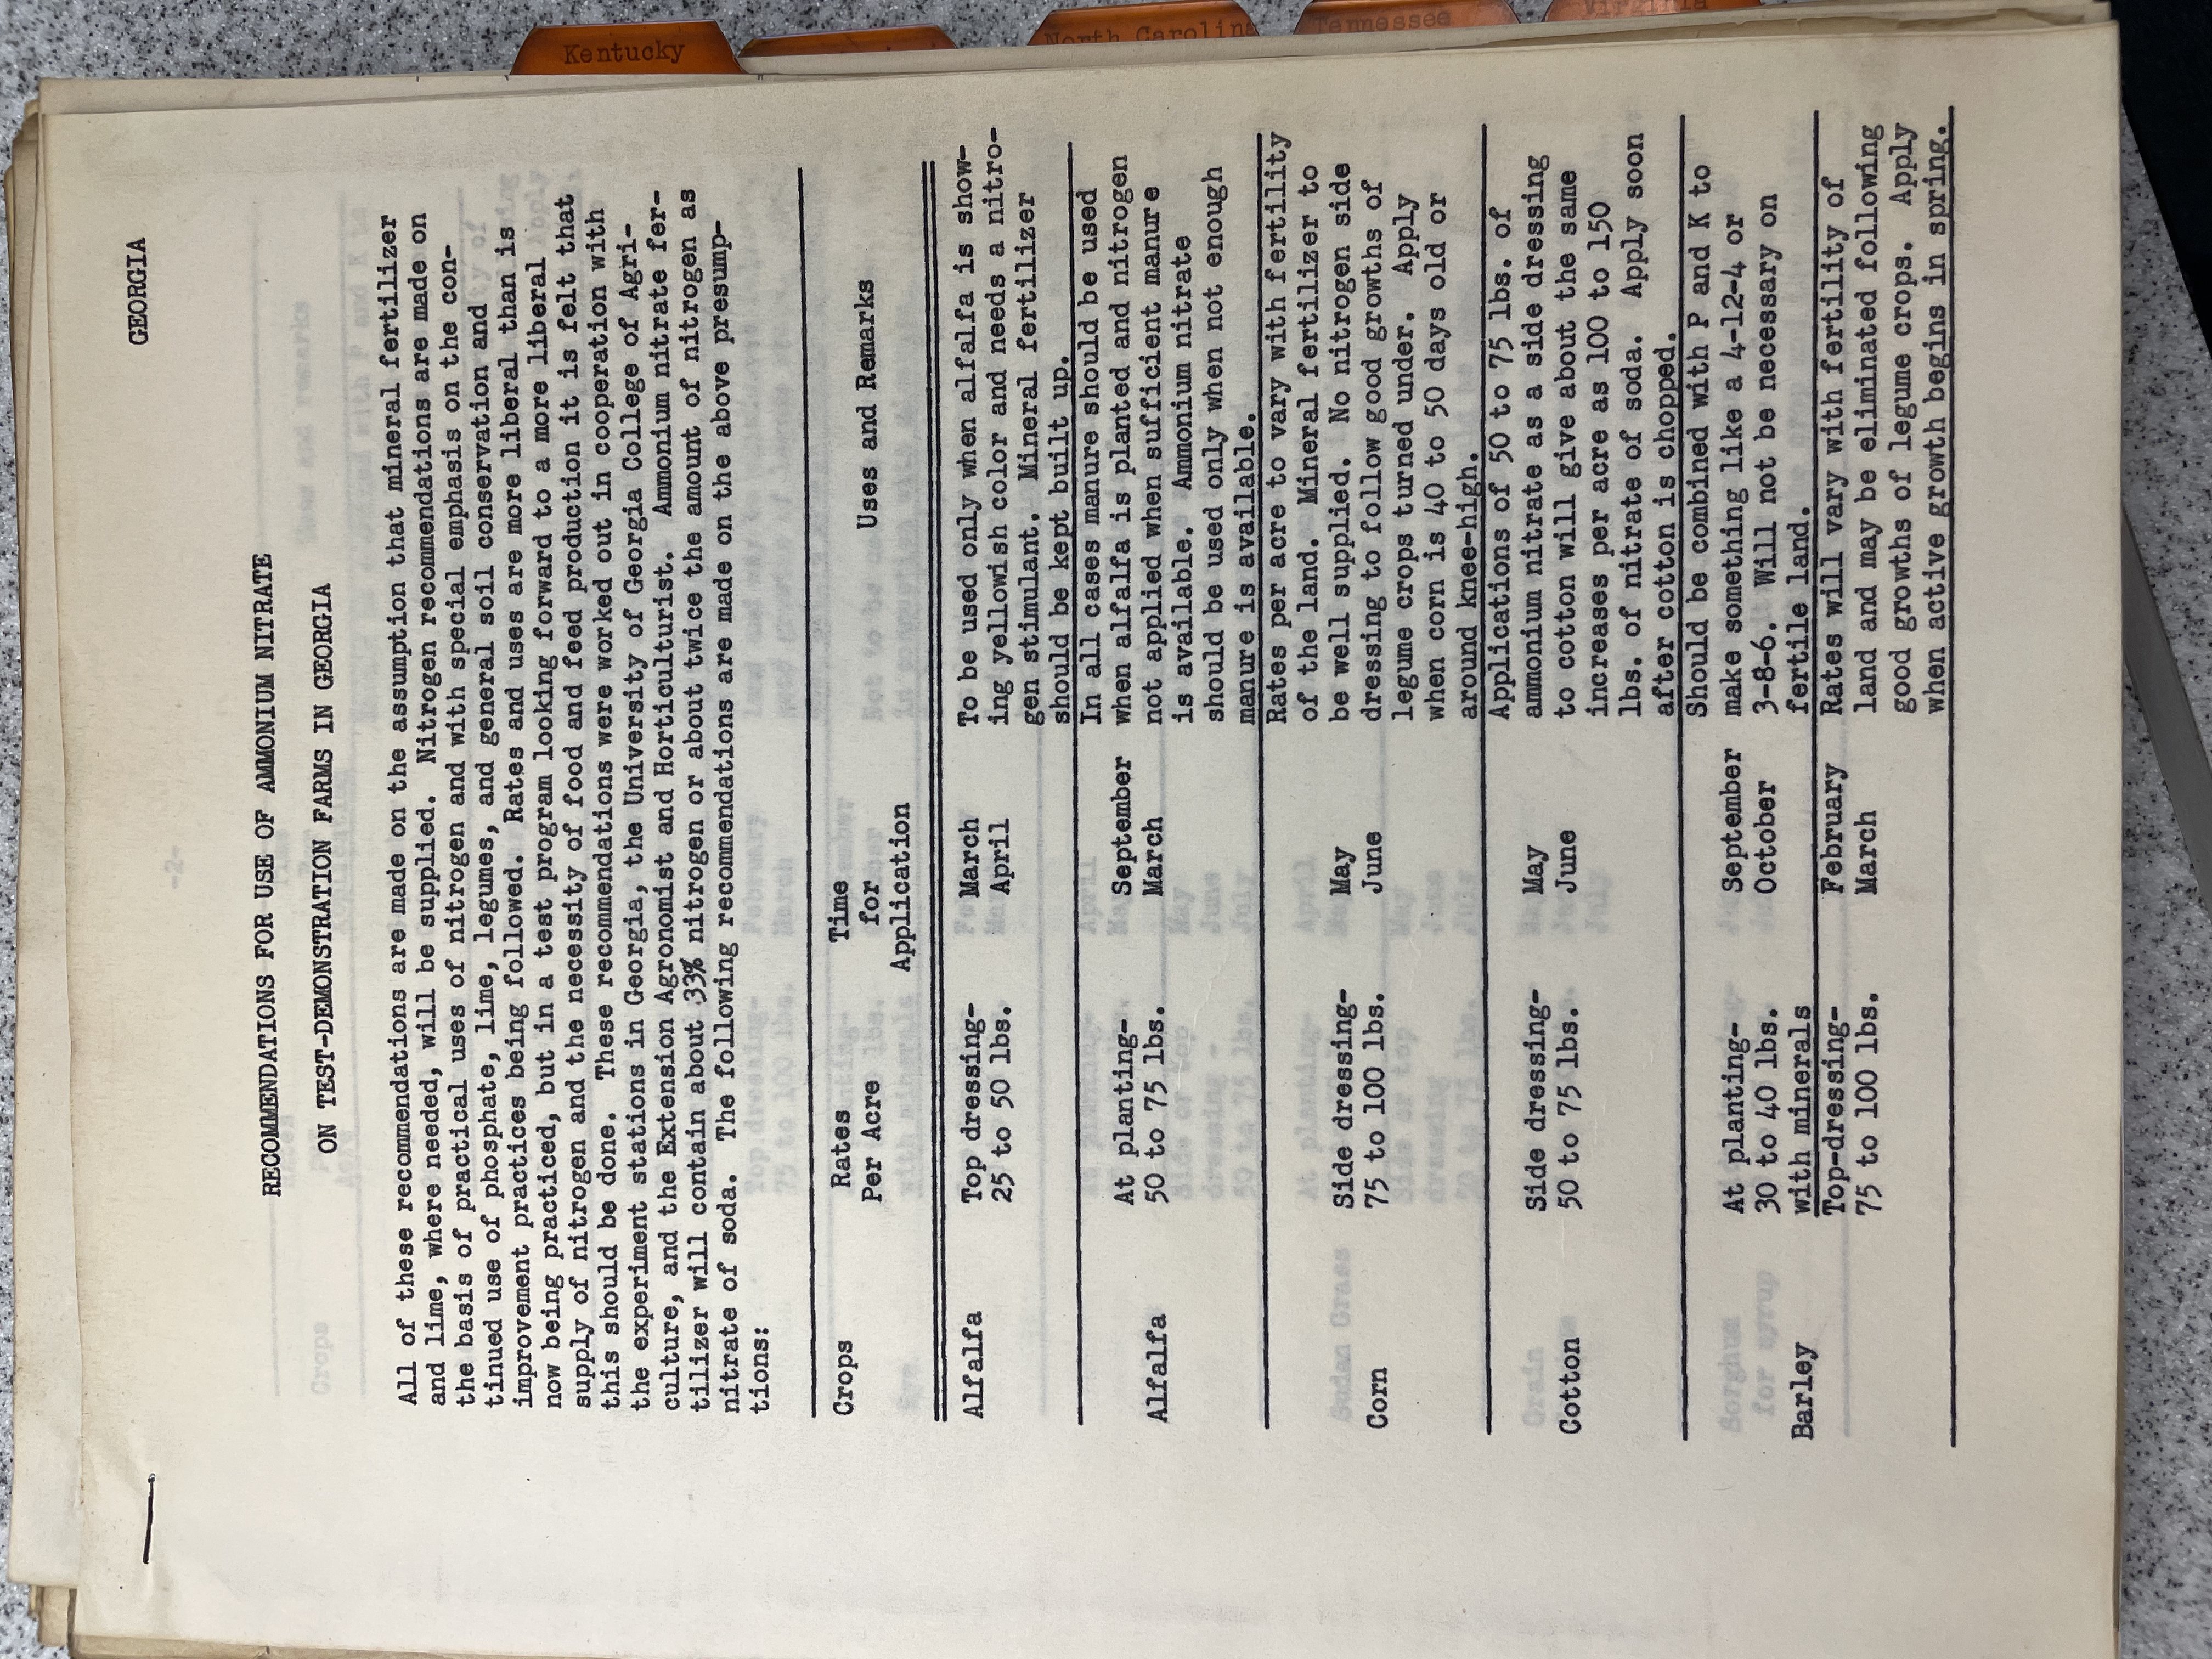 GEORGIA
RECOMMENDATIONS FOR USE OF AMMONIUM NITRATE
ON TEST-DEMONSTRATION FARMS IN GEORGIA
All of these recommendations are made on the assumption that mineral fertilizer
and lime, where needed, will be supplied. Nitrogen recommendations are made on
the basis of practical uses of nitrogen and with special emphasis on the con-
tinued use of phosphate, lime, legumes, and general soil conservation and
improvement practices being followed. Rates and uses are more liberal than is
now being practiced, but in a test program looking forward to a more liberal
supply of nitrogen and the necessity of food and feed production it is felt that
this should be done. These recommendations were worked out in cooperation with
the experiment stations in Georgia, the University of Georgia College of Agri-
culture, and the Extension Agronomist and Horticulturist. Ammonium nitrate fer-
tilizer will contain about 33% nitrogen or about twice the amount of nitrogen as
nitrate of soda. The following recommendations are made on the above presump-
tions:
Crops Rates Time
Per Acre for Uses and Remarks
Application
Alfalfa Top dressing- March To be used only when alfalfa is show-
25 to 50 lbs. April ing yellowish color and needs a nitro-
gen stimulant. Mineral fertilizer
should be kept built up.
In all cases manure should be used
At planting- September when alfalfa is planted and nitrogen
Alfalfa 50 to 75 lbs. March not applied when sufficient manure
is available. Ammonium nitrate
should be used only when not enough
manure is available.
Rates per acre to vary with fertility
of the land. Mineral fertilizer to
Side dressing- May be well supplied. No nitrogen side
Corn 75 to 100 lbs. June dressing to follow good growths of
legume crops turned under. Apply
when corn is 40 to 50 days old or
around knee-high.
Applications of 50 to 75 lbs. of
Side dressing- May ammonium nitrate as a side dressing
Cotton 50 to 75 lbs. June to cotton will give about the same
increases per acre as 100 to 150
lbs. of nitrate of soda. Apply soon
after cotton is chopped.
Should be combined with P and K to
At planting- September make something like a 4-12-4 or
30 to 40 lbs. October 3-8-6. Will not be necessary on
Barley with minerals fertile land.
Top-dressing- February Rates will vary with fertility of
75 to 100 lbs. March land and may be eliminated following
good growths of legume crops. Apply
when active growth begins in spring.
Kentucky
North Carolina
Tennessee